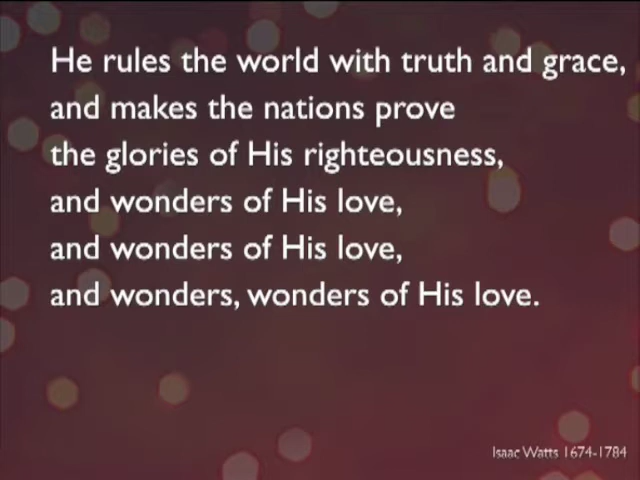 He rules the world with truth and grace,
and makes the nations prove
the glories of His righteousness,
and wonders of His love,
and wonders of His love,
and wonders, wonders of His love.
Isaac Watts 1674-1784